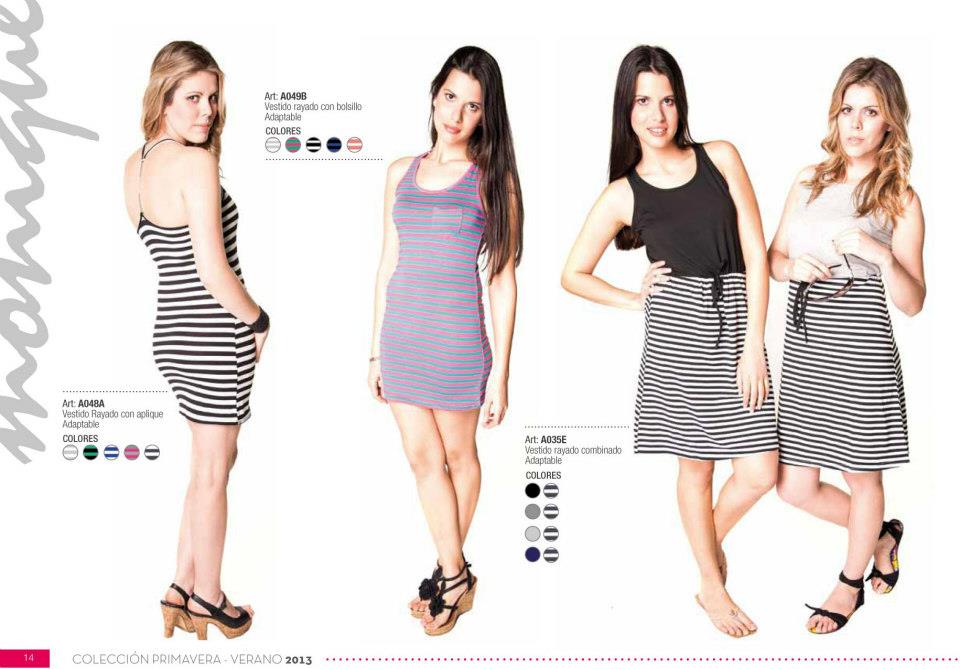 monique
Art: A049B
Vestido rayado con bolsillo
Adaptable
COLORES
Art: A048A
Vestido Rayado con aplique
Adaptable
COLORES
Art: A035E
Vestido rayado combinado
Adaptable
COLORES
14
COLECCIÓN PRIMAVERA - VERANO 2013